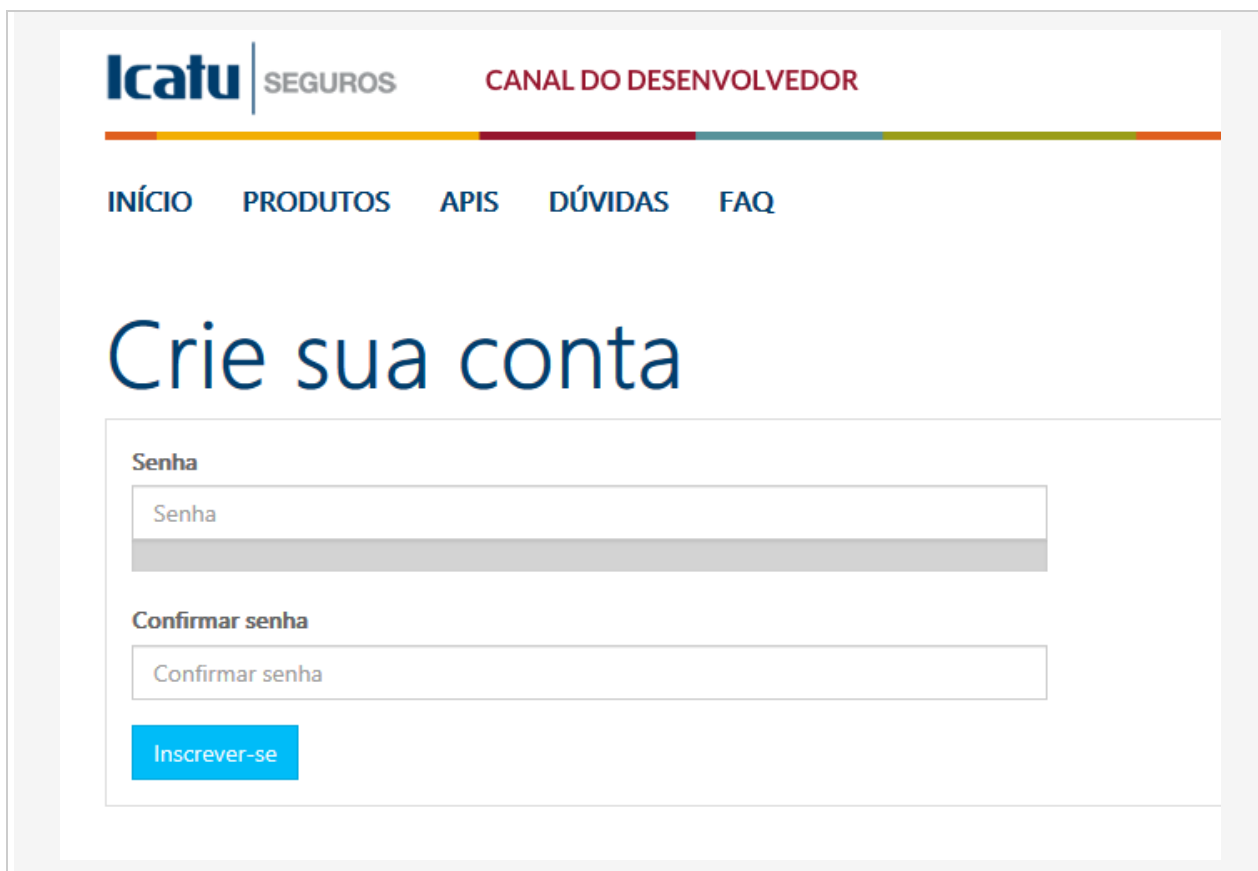 Icatu SEGUROS CANAL DO DESENVOLVEDOR
INÍCIO PRODUTOS APIS DÚVIDAS FAQ
Crie sua conta
Senha
Senha
Confirmar senha
Confirmar senha
Inscrever-se